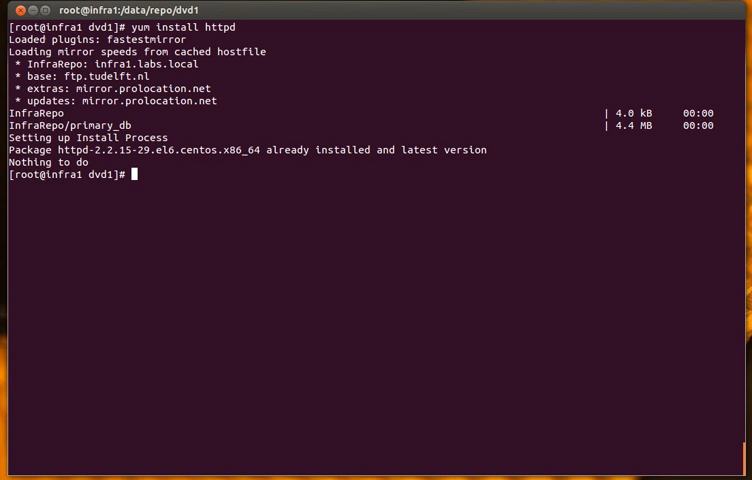 root@infra1:/data/repo/dvd1
[root@infra1 dvd1]# yum install httpd
Loaded plugins: fastestmirror
Loading mirror speeds from cached hostfile
 * InfraRepo: infra1.labs.local
 * base: ftp.tudelft.nl
 * extras: mirror.prolocation.net
 * updates: mirror.prolocation.net
InfraRepo | 4.0 kB 00:00
InfraRepo/primary_db | 4.4 MB 00:00
Setting up Install Process
Package httpd-2.2.15-29.el6.centos.x86_64 already installed and latest version
Nothing to do
[root@infra1 dvd1]#